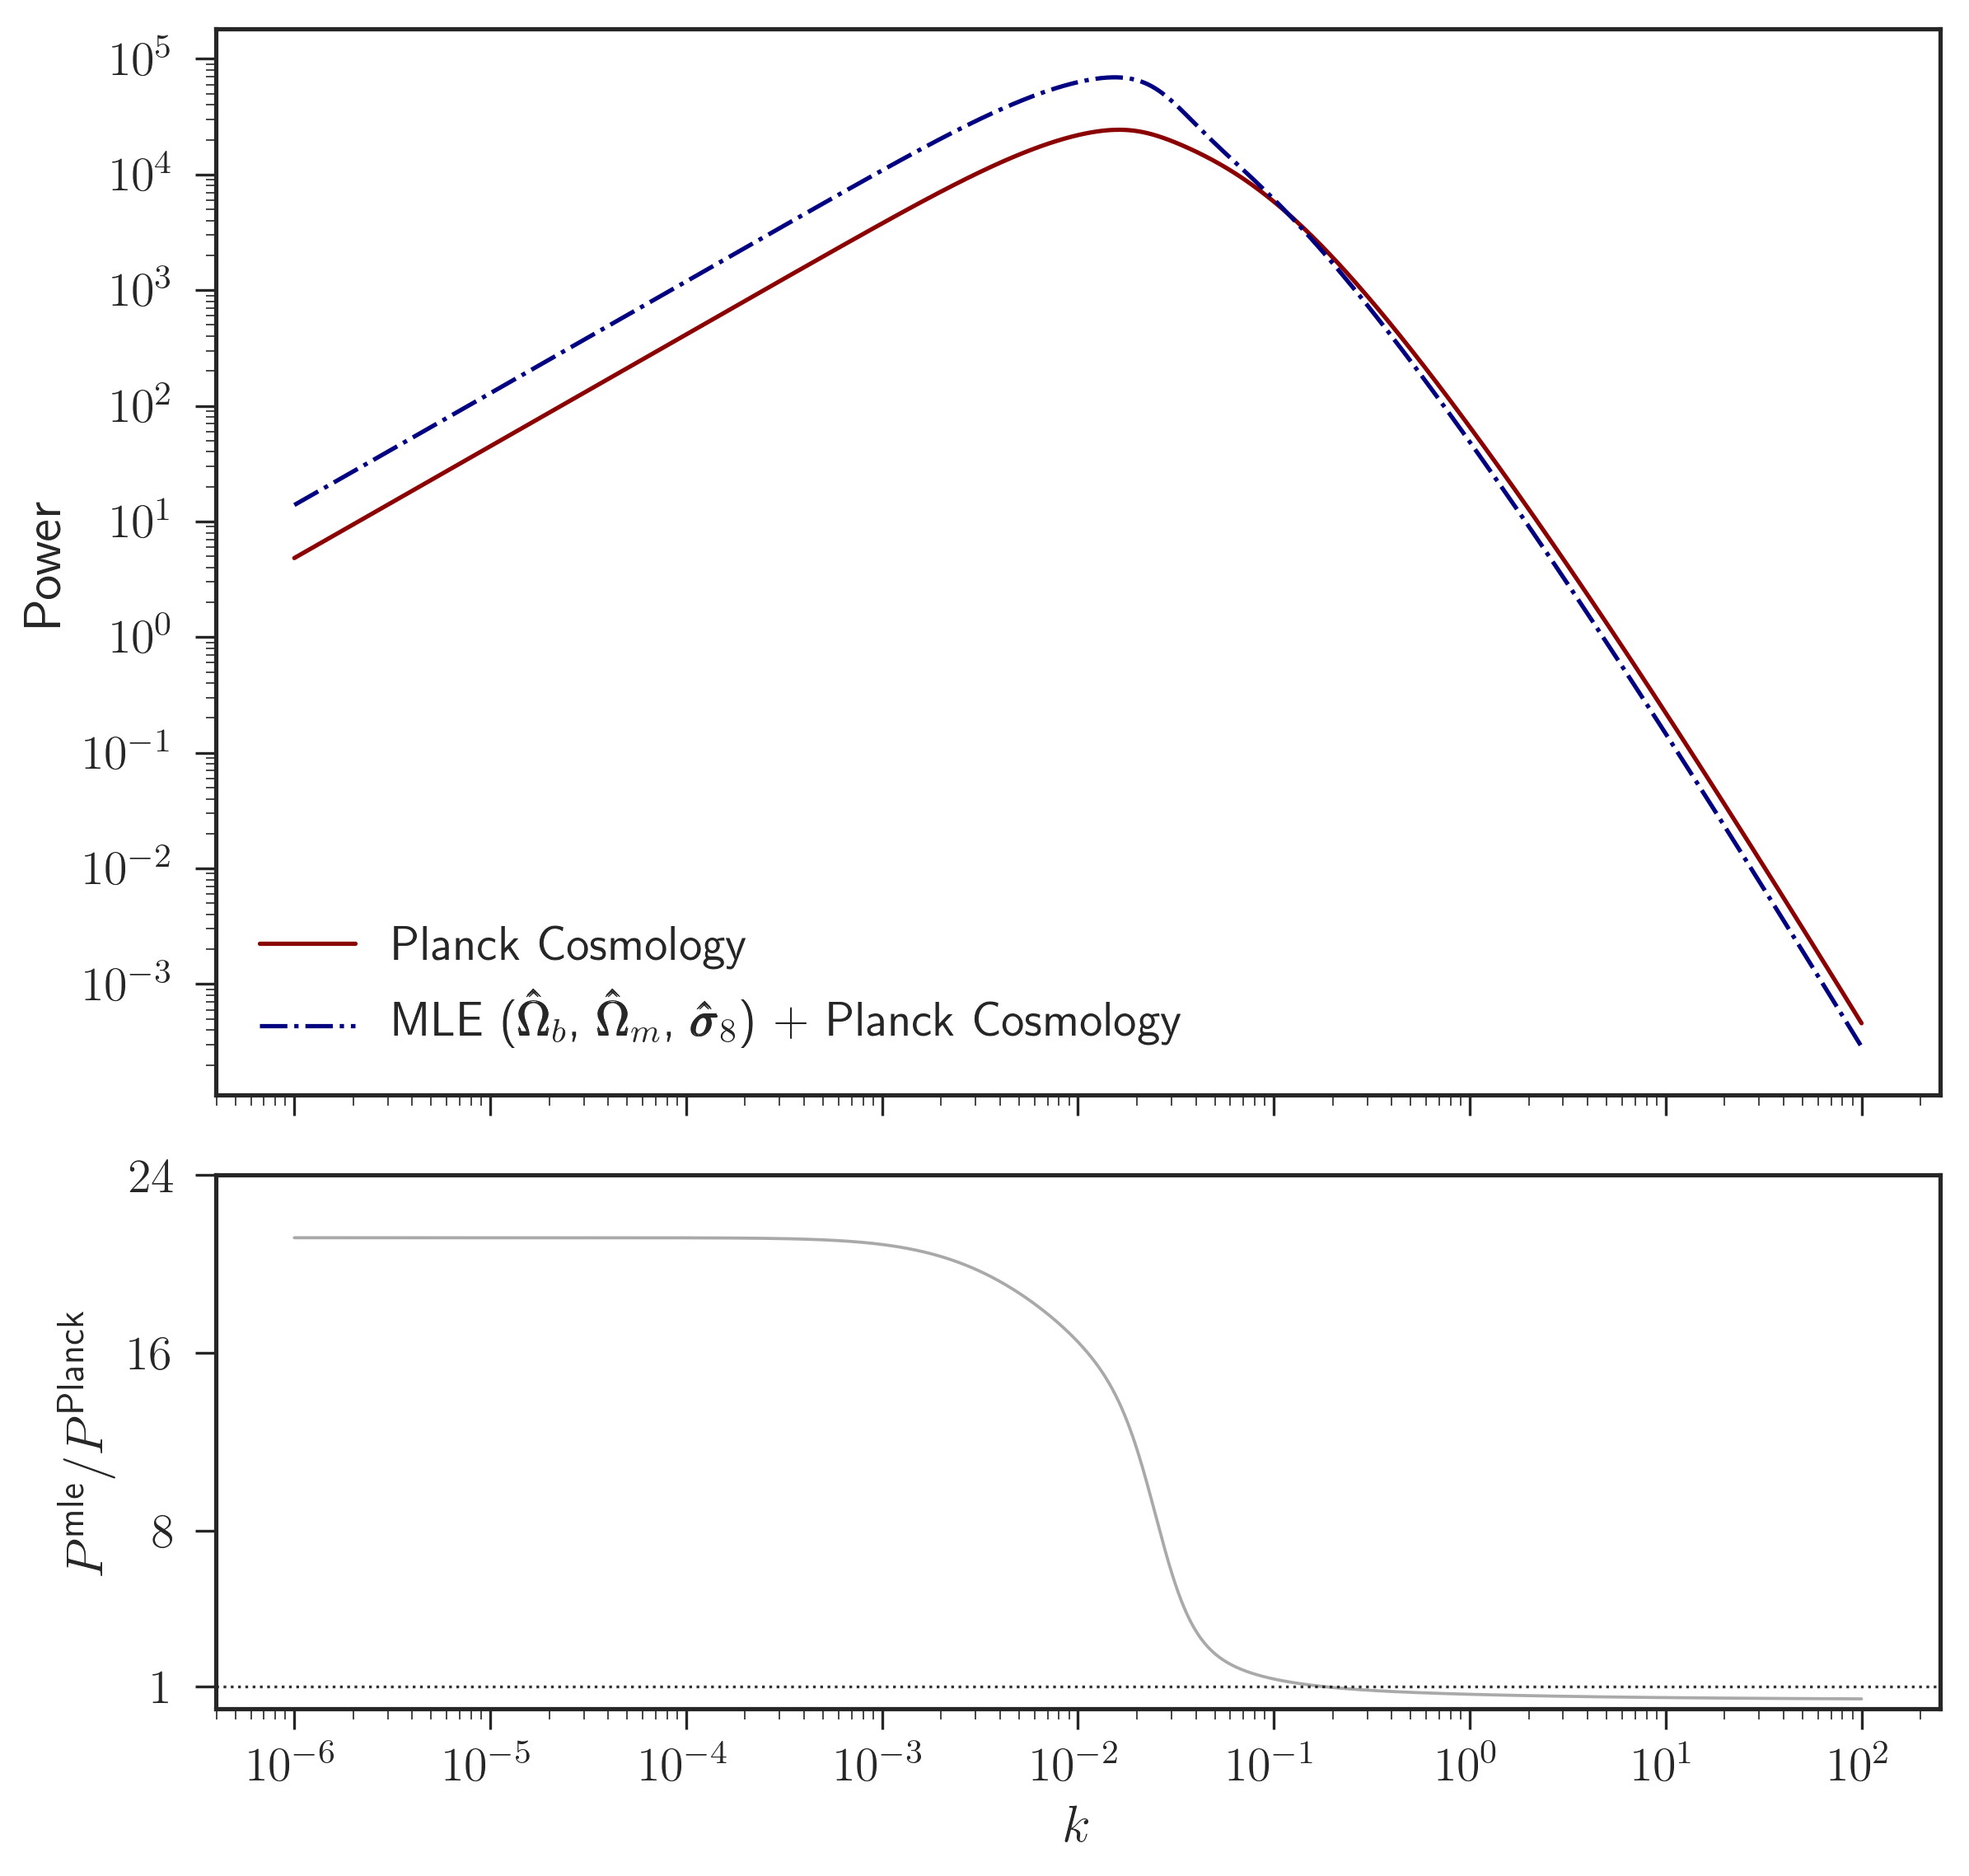 10^5
10^4
10^3
10^2
10^1
10^0
10^{-1}
10^{-2}
10^{-3}
Power
Planck Cosmology
MLE (Ω̂_b, Ω̂_m, σ̂_8) + Planck Cosmology
24
16
8
1
P^{mle} / P^{Planck}
10^{-6} 10^{-5} 10^{-4} 10^{-3} 10^{-2} 10^{-1} 10^0 10^1 10^2
k